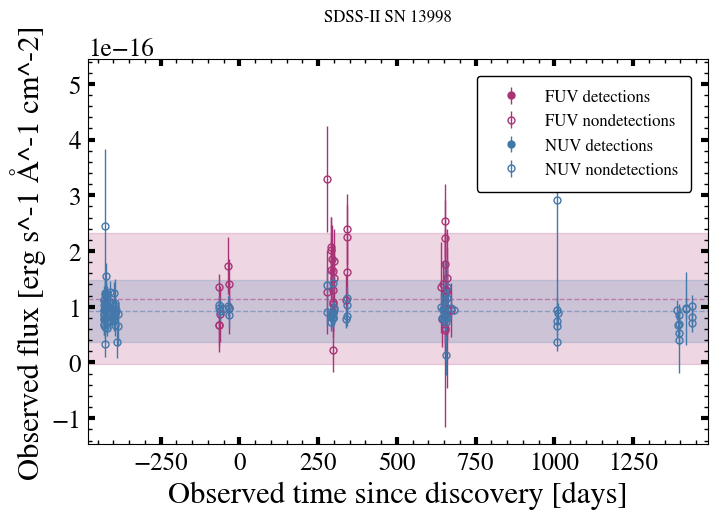 SDSS-II SN 13998
1e−16
Observed flux [erg s^-1 Å^-1 cm^-2]
5
4
3
2
1
0
−1
FUV detections
FUV nondetections
NUV detections
NUV nondetections
−250 0 250 500 750 1000 1250
Observed time since discovery [days]